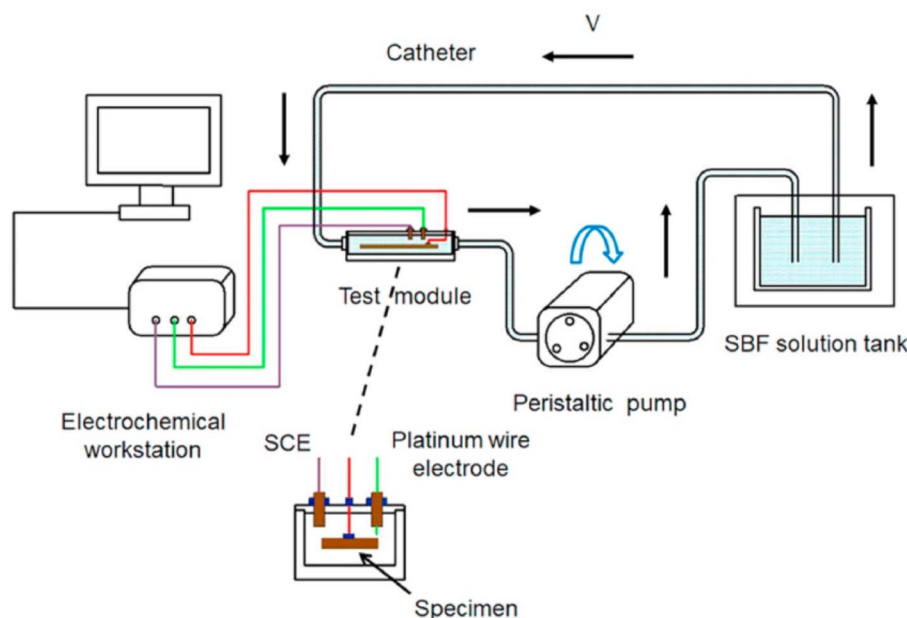 V
Catheter
Test module
SBF solution tank
Peristaltic pump
Electrochemical
workstation
SCE
Platinum wire
electrode
Specimen